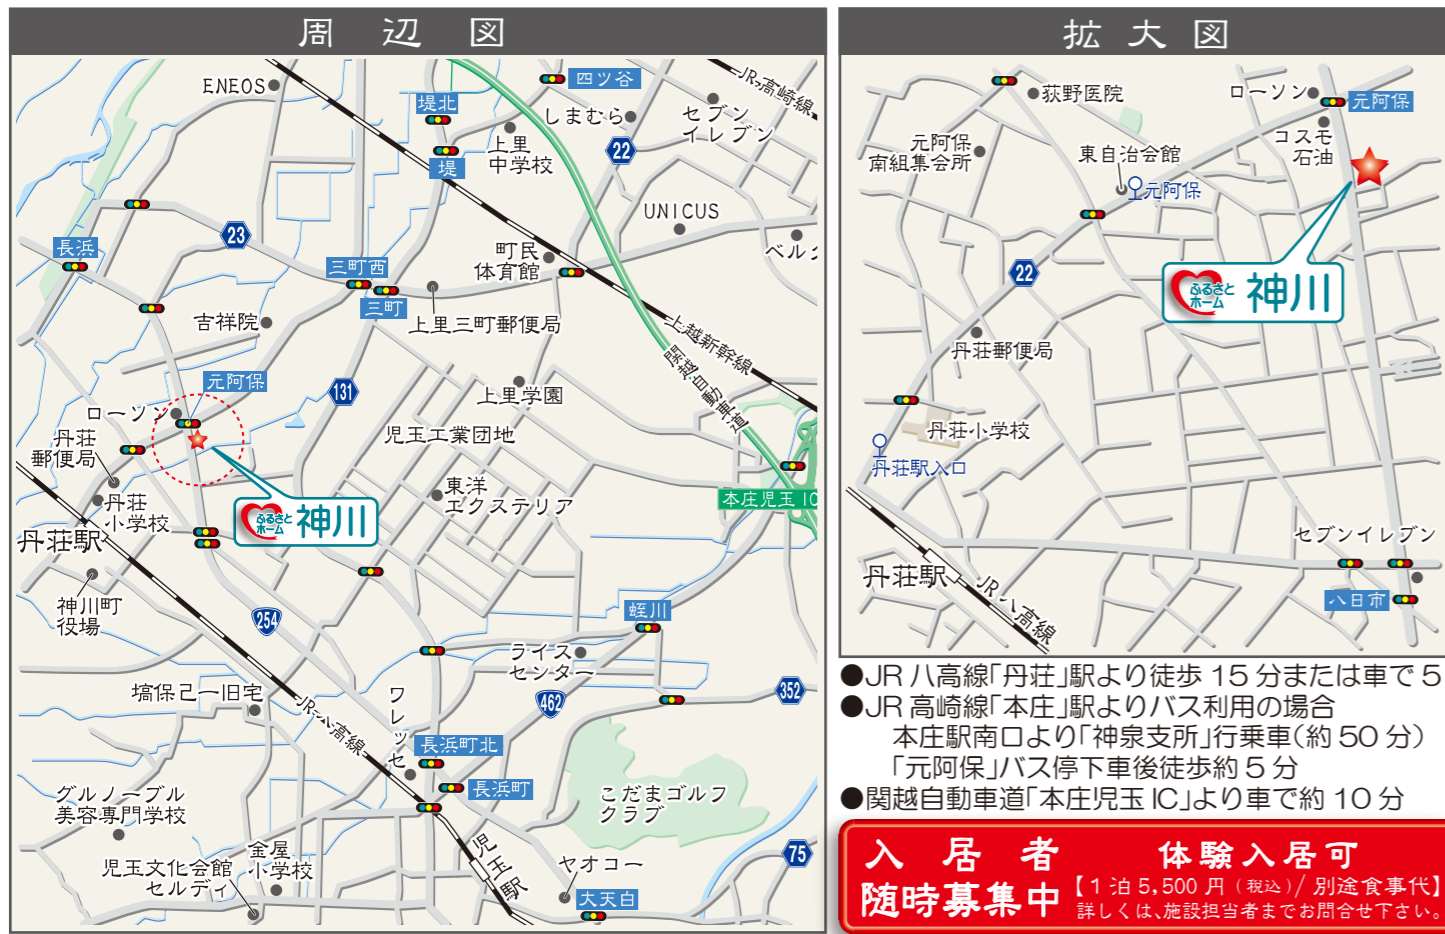 周辺図
ENEOS
四ツ谷
JR高崎線
堤北
しまむら
セブン
イレブン
上里
中学校
22
堤
UNICUS
23
長浜
町民
体育館
ベルク
三町西
三町
吉祥院
上里三町郵便局
上越新幹線
関越自動車道
元阿保
131
上里学園
ローソン
児玉工業団地
丹荘
郵便局
東洋
エクステリア
本庄児玉IC
丹荘
小学校
ふるさと
ホーム
神川
丹荘駅
神川町
役場
254
蛭川
ライス
センター
塙保己一旧宅
ワレッセ
462
352
JR八高線
長浜町北
長浜町
グルノーブル
美容専門学校
こだまゴルフ
クラブ
児玉文化会館
セルディ
金屋
小学校
児玉駅
ヤオコー
75
大天白
拡大図
荻野医院
ローソン
元阿保
元阿保
南組集会所
東自治会館
コスモ
石油
元阿保
22
ふるさと
ホーム
神川
丹荘郵便局
丹荘小学校
丹荘駅入口
セブンイレブン
丹荘駅
JR八高線
八日市
●JR八高線「丹荘」駅より徒歩15分または車で5
●JR高崎線「本庄」駅よりバス利用の場合
本庄駅南口より「神泉支所」行乗車(約50分)
「元阿保」バス停下車後徒歩約5分
●関越自動車道「本庄児玉IC」より車で約10分
入居者
随時募集中
体験入居可
【1泊5,500円(税込)/別途食事代】
詳しくは、施設担当者までお問合せ下さい。